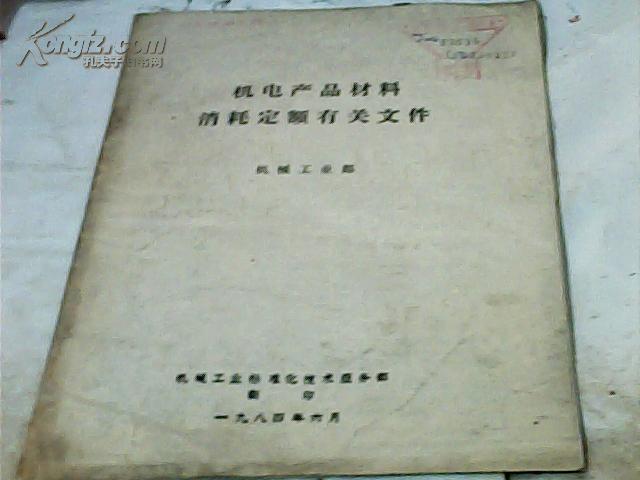 Kongfz.com
孔夫子旧书网
机电产品材料
消耗定额有关文件
机械工业部
机械工业标准化技术服务部
翻印
一九八四年六月